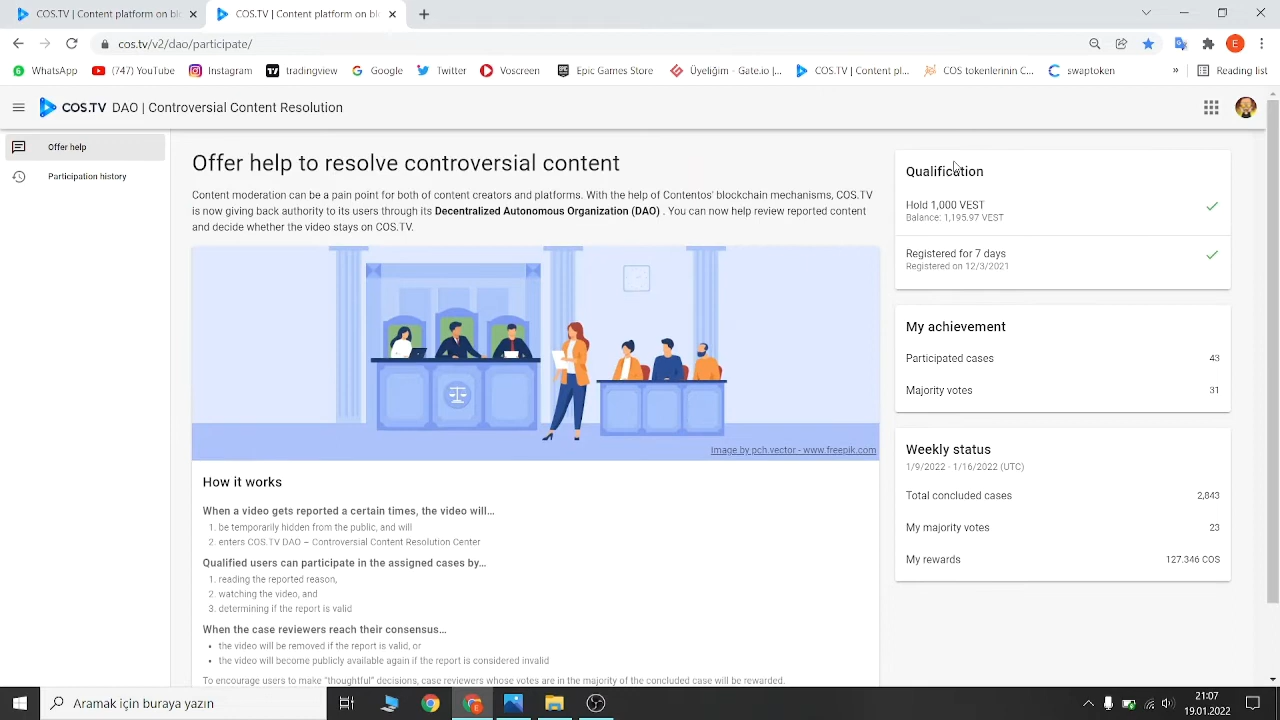 COS.TV | Content platform on bl
COS.TV | Content platform on bl
cos.tv/v2/dao/participate/
WhatsApp
(747) YouTube
Instagram
tradingview
Google
Twitter
Voscreen
Epic Games Store
Üyeliğim - Gate.io |...
COS.TV | Content pl...
COS tokenlerinin C...
swaptoken
»
Reading list
COS.TV DAO | Controversial Content Resolution
Offer help
Participation history
Offer help to resolve controversial content
Content moderation can be a pain point for both of content creators and platforms. With the help of Contentos' blockchain mechanisms, COS.TV
is now giving back authority to its users through its Decentralized Autonomous Organization (DAO) . You can now help review reported content
and decide whether the video stays on COS.TV.
Image by pch.vector - www.freepik.com
How it works
When a video gets reported a certain times, the video will...
1. be temporarily hidden from the public, and will
2. enters COS.TV DAO – Controversial Content Resolution Center
Qualified users can participate in the assigned cases by...
1. reading the reported reason,
2. watching the video, and
3. determining if the report is valid
When the case reviewers reach their consensus...
• the video will be removed if the report is valid, or
• the video will become publicly available again if the report is considered invalid
To encourage users to make "thoughtful" decisions, case reviewers whose votes are in the majority of the concluded case will be rewarded.
Qualification
Hold 1,000 VEST
Balance: 1,195.97 VEST
Registered for 7 days
Registered on 12/3/2021
My achievement
Participated cases 43
Majority votes 31
Weekly status
1/9/2022 - 1/16/2022 (UTC)
Total concluded cases 2,843
My majority votes 23
My rewards 127.346 COS
Aramak için buraya yazın
21:07
19.01.2022